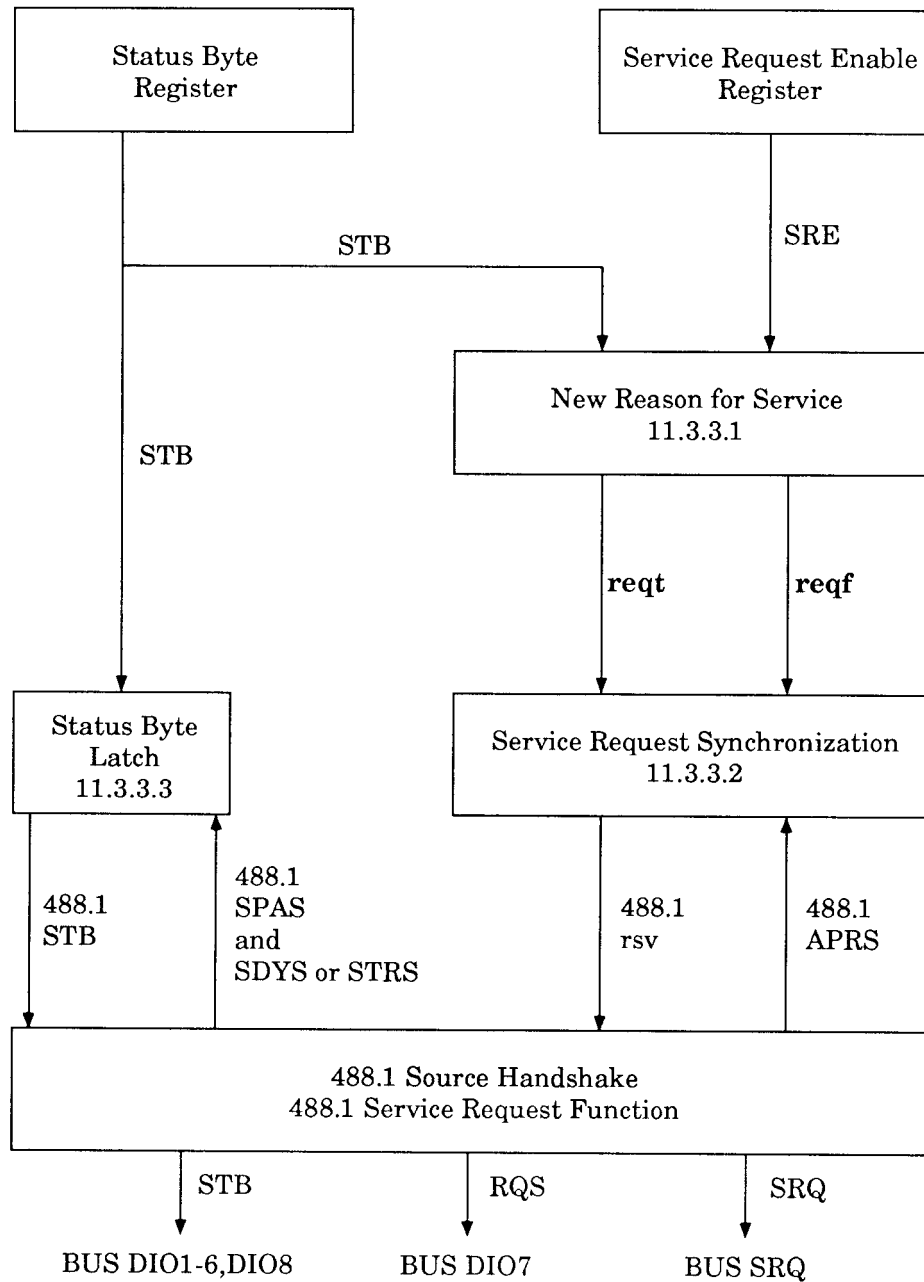 Status Byte
Register
Service Request Enable
Register
STB
SRE
New Reason for Service
11.3.3.1
STB
reqt
reqf
Status Byte
Latch
11.3.3.3
Service Request Synchronization
11.3.3.2
488.1
STB
488.1
SPAS
and
SDYS or STRS
488.1
rsv
488.1
APRS
488.1 Source Handshake
488.1 Service Request Function
STB
RQS
SRQ
BUS DIO1-6,DIO8
BUS DIO7
BUS SRQ